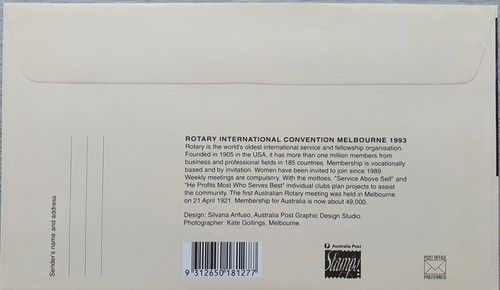 ROTARY INTERNATIONAL CONVENTION MELBOURNE 1993
Rotary is the world's oldest international service and fellowship organisation.
Founded in 1905 in the USA, it has more than one million members from
business and professional fields in 185 countries. Membership is vocationally
based and by invitation. Women have been invited to join since 1989.
Weekly meetings are compulsory. With the mottoes, "Service Above Self" and
"He Profits Most Who Serves Best" individual clubs plan projects to assist
the community. The first Australian Rotary meeting was held in Melbourne
on 21 April 1921. Membership for Australia is now about 49,000.
Design: Silvana Anfuso, Australia Post Graphic Design Studio.
Photographer: Kate Gollings, Melbourne.
Sender's name and address
9 312650 181277
Australia Post
Stamp!
POST OFFICE
PREFERRED